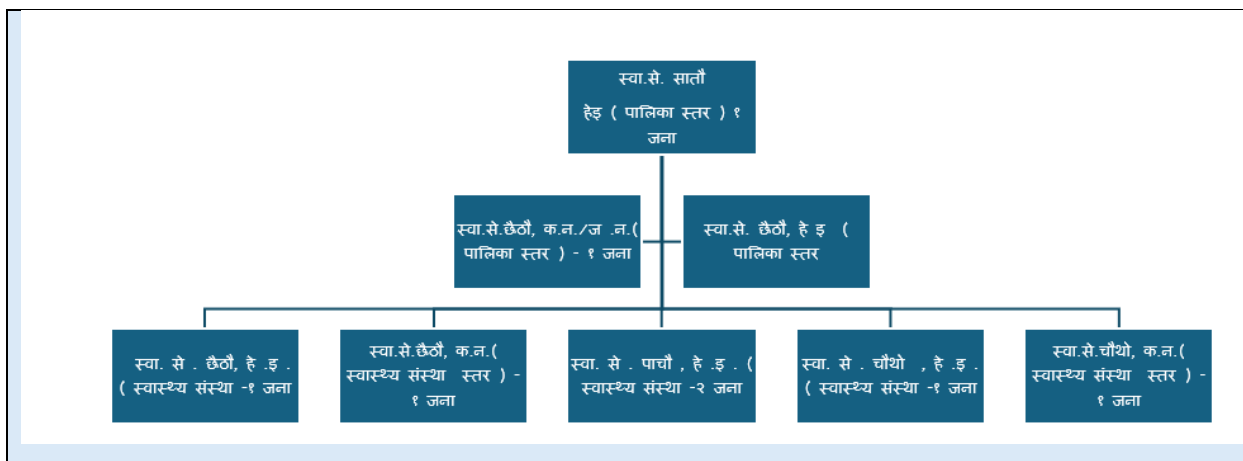 स्वा.से. सातौ
हेइ ( पालिका स्तर ) १
जना
स्वा.से.छैठौ, क.न./ज .न.(
पालिका स्तर ) - १ जना
स्वा.से. छैठौ, हे इ (
पालिका स्तर
स्वा. से . छैठौ, हे .इ .
( स्वास्थ्य संस्था -१ जना
स्वा.से.छैठौ, क.न.(
स्वास्थ्य संस्था स्तर ) -
१ जना
स्वा. से . पाचौ , हे .इ . (
स्वास्थ्य संस्था -२ जना
स्वा. से . चौथो , हे .इ .
( स्वास्थ्य संस्था -१ जना
स्वा.से.चौथो, क.न.(
स्वास्थ्य संस्था स्तर ) -
१ जना